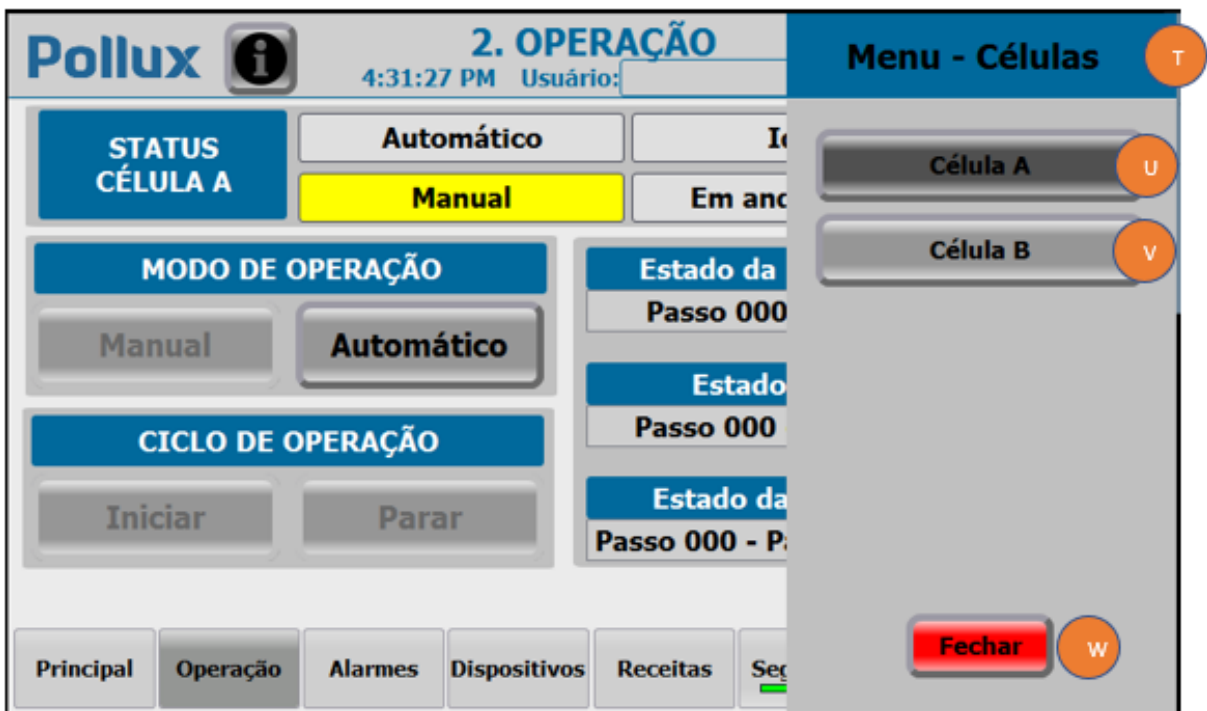 Pollux
2. OPERAÇÃO
4:31:27 PM Usuário:
Menu - Células
T
STATUS
CÉLULA A
Automático
Manual
Em
Célula A
U
Célula B
V
MODO DE OPERAÇÃO
Manual
Automático
Estado da
Passo 000
Estado
Passo 000
CICLO DE OPERAÇÃO
Iniciar
Parar
Estado da
Passo 000 -
Fechar
W
Principal
Operação
Alarmes
Dispositivos
Receitas